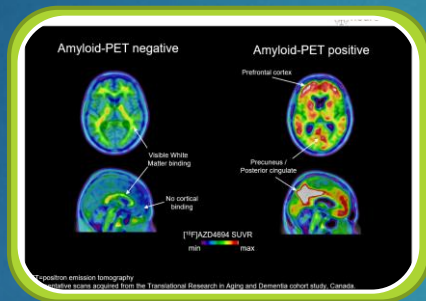 Amyloid-PET negative
Amyloid-PET positive
Prefrontal cortex
Visible White
Matter binding
Precuneus /
Posterior cingulate
No cortical
binding
[¹⁸F]AZD4694 SUVR
min
max
T=positron emission tomography
entative scans acquired from the Translational Research in Aging and Dementia cohort study, Canada.